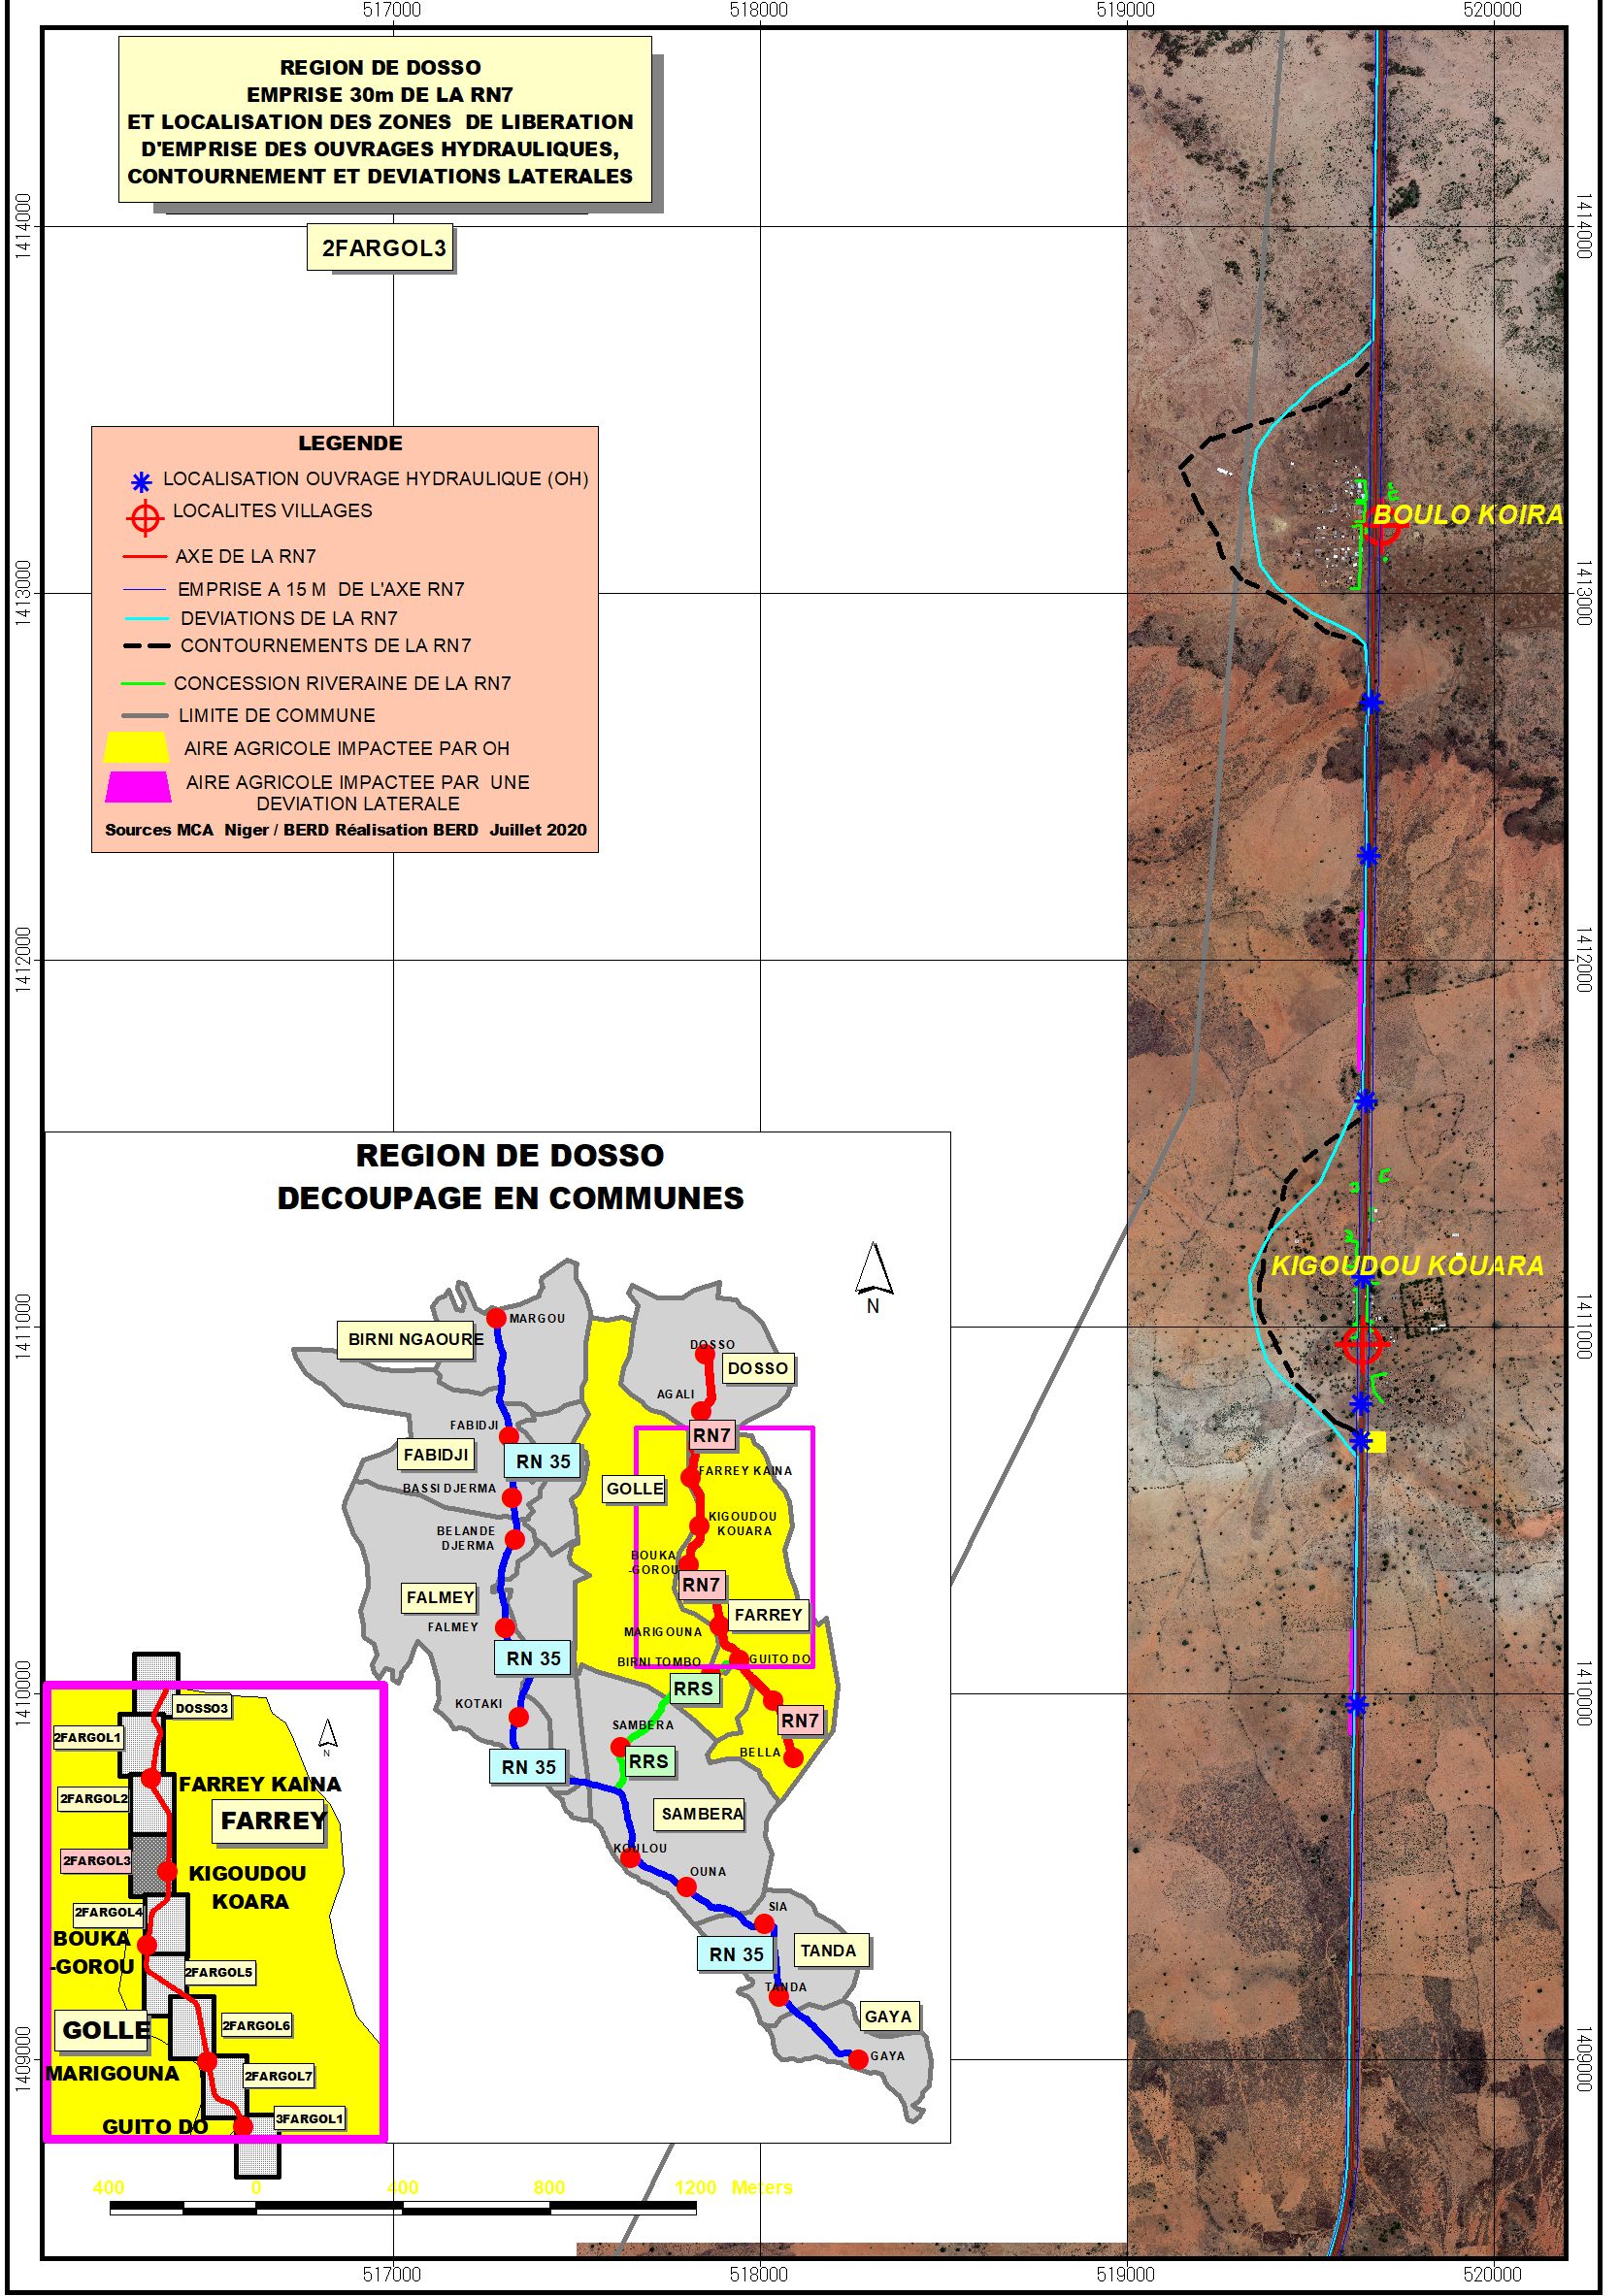 517000
518000
519000
520000
REGION DE DOSSO
EMPRISE 30m DE LA RN7
ET LOCALISATION DES ZONES DE LIBERATION
D'EMPRISE DES OUVRAGES HYDRAULIQUES,
CONTOURNEMENT ET DEVIATIONS LATERALES
2FARGOL3
1414000
1414000
LEGENDE
LOCALISATION OUVRAGE HYDRAULIQUE (OH)
LOCALITES VILLAGES
AXE DE LA RN7
EMPRISE A 15 M DE L'AXE RN7
DEVIATIONS DE LA RN7
CONTOURNEMENTS DE LA RN7
CONCESSION RIVERAINE DE LA RN7
LIMITE DE COMMUNE
AIRE AGRICOLE IMPACTEE PAR OH
AIRE AGRICOLE IMPACTEE PAR UNE
DEVIATION LATERALE
Sources MCA Niger / BERD Réalisation BERD Juillet 2020
BOULO KOIRA
1413000
1413000
1412000
1412000
KIGOUDOU KOUARA
1411000
1411000
REGION DE DOSSO
DECOUPAGE EN COMMUNES
N
MARGOU
BIRNI NGAOURE
DOSSO
DOSSO
AGALI
FABIDJI
RN7
FABIDJI
RN 35
FARREY KAINA
BASSI DJERMA
GOLLE
KIGOUDOU
KOUARA
BELANDE
DJERMA
BOUKA
-GOROU
RN7
FALMEY
FARREY
FALMEY
MARIGOUNA
RN 35
BIRNI TOMBO
GUITO DO
RRS
KOTAKI
RN7
SAMBERA
BELLA
RN 35
RRS
SAMBERA
KOULOU
OUNA
SIA
RN 35
TANDA
TANDA
GAYA
GAYA
1410000
1410000
DOSSO3
2FARGOL1
N
FARREY KAINA
2FARGOL2
FARREY
2FARGOL3
KIGOUDOU
KOARA
2FARGOL4
BOUKA
-GOROU
2FARGOL5
GOLLE
2FARGOL6
MARIGOUNA
2FARGOL7
GUITO DO
3FARGOL1
1409000
1409000
400 0 400 800 1200 Meters
517000
518000
519000
520000